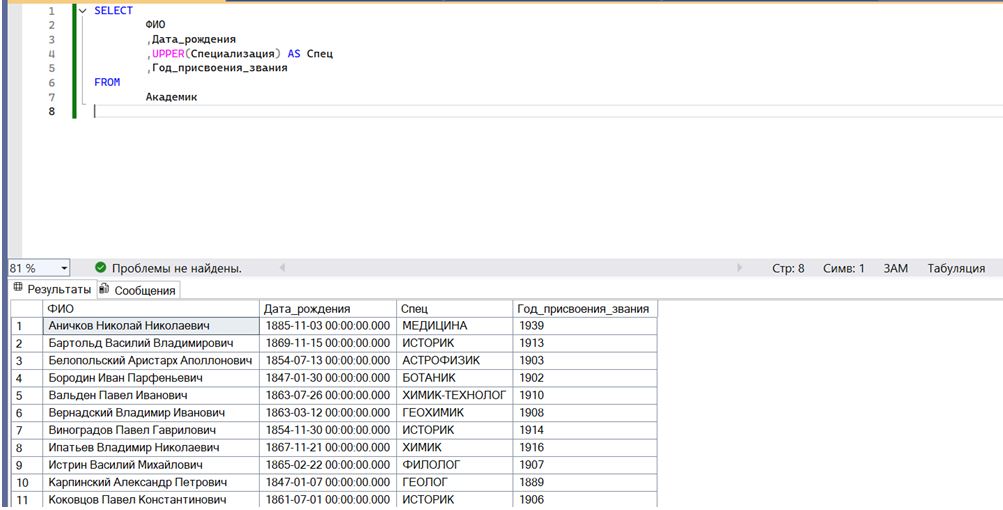 1 SELECT
2 ФИО
3 ,Дата_рождения
4 ,UPPER(Специализация) AS Спец
5 ,Год_присвоения_звания
6 FROM
7 Академик
8
81 % Проблемы не найдены. Стр: 8 Симв: 1 ЗАМ Табуляция
Результаты Сообщения
ФИО Дата_рождения Спец Год_присвоения_звания
1 Аничков Николай Николаевич 1885-11-03 00:00:00.000 МЕДИЦИНА 1939
2 Бартольд Василий Владимирович 1869-11-15 00:00:00.000 ИСТОРИК 1913
3 Белопольский Аристарх Аполлонович 1854-07-13 00:00:00.000 АСТРОФИЗИК 1903
4 Бородин Иван Парфеньевич 1847-01-30 00:00:00.000 БОТАНИК 1902
5 Вальден Павел Иванович 1863-07-26 00:00:00.000 ХИМИК-ТЕХНОЛОГ 1910
6 Вернадский Владимир Иванович 1863-03-12 00:00:00.000 ГЕОХИМИК 1908
7 Виноградов Павел Гаврилович 1854-11-30 00:00:00.000 ИСТОРИК 1914
8 Ипатьев Владимир Николаевич 1867-11-21 00:00:00.000 ХИМИК 1916
9 Истрин Василий Михайлович 1865-02-22 00:00:00.000 ФИЛОЛОГ 1907
10 Карпинский Александр Петрович 1847-01-07 00:00:00.000 ГЕОЛОГ 1889
11 Коковцов Павел Константинович 1861-07-01 00:00:00.000 ИСТОРИК 1906